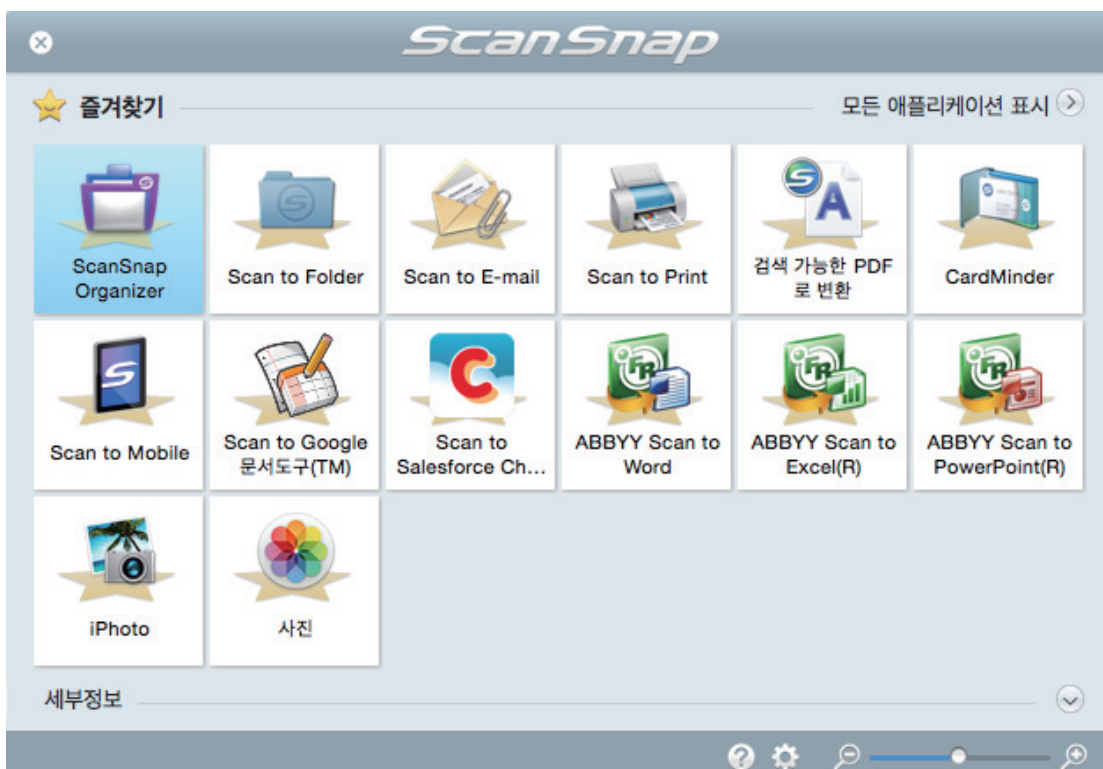 ScanSnap
즐겨찾기
모든 애플리케이션 표시
ScanSnap
Organizer
Scan to Folder
Scan to E-mail
Scan to Print
검색 가능한 PDF
로 변환
CardMinder
Scan to Mobile
Scan to Google
문서도구(TM)
Scan to
Salesforce Ch...
ABBYY Scan to
Word
ABBYY Scan to
Excel(R)
ABBYY Scan to
PowerPoint(R)
iPhoto
사진
세부정보